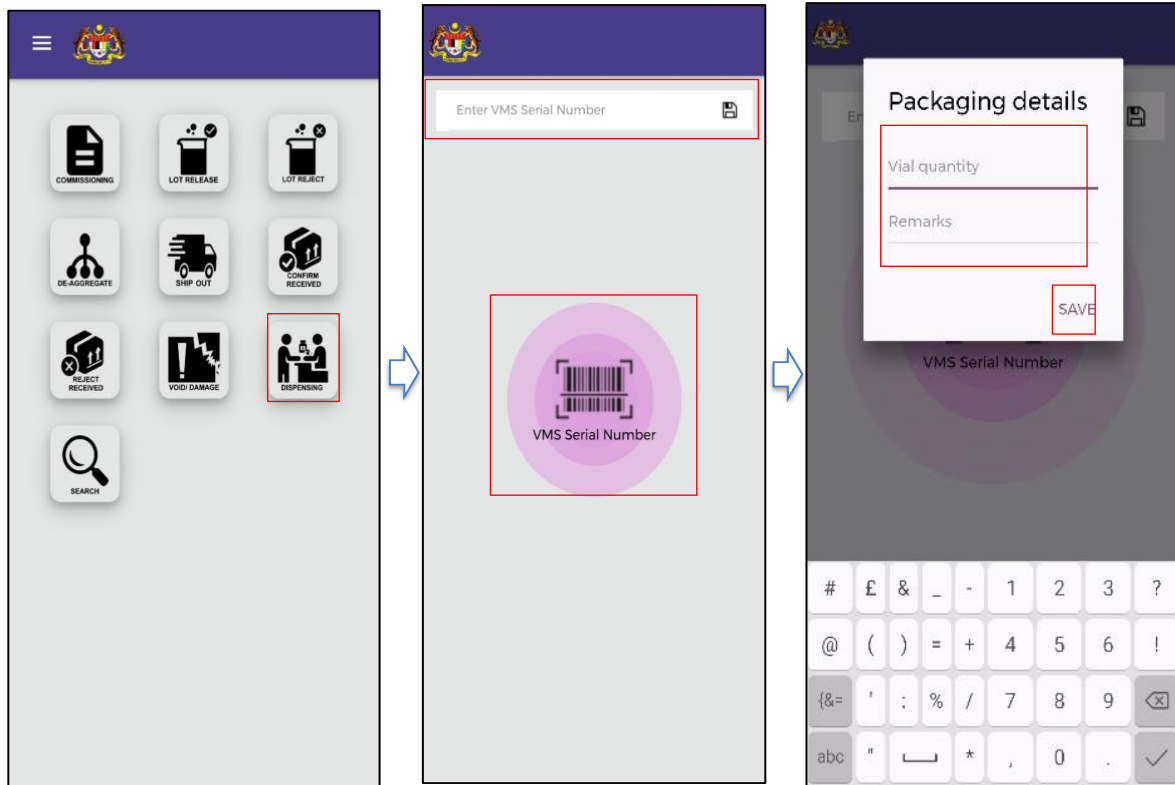 COMMISSIONING
LOT RELEASE
LOT REJECT
DE-AGGREGATE
SHIP OUT
CONFIRM
RECEIVED
REJECT
RECEIVED
VOID/ DAMAGE
DISPENSING
SEARCH
Enter VMS Serial Number
VMS Serial Number
En
Packaging details
Vial quantity
Remarks
SAVE
VMS Serial Number
# £ & _ - 1 2 3 ?
@ ( ) = + 4 5 6 !
{&= ' : % / 7 8 9
abc " * , 0 .